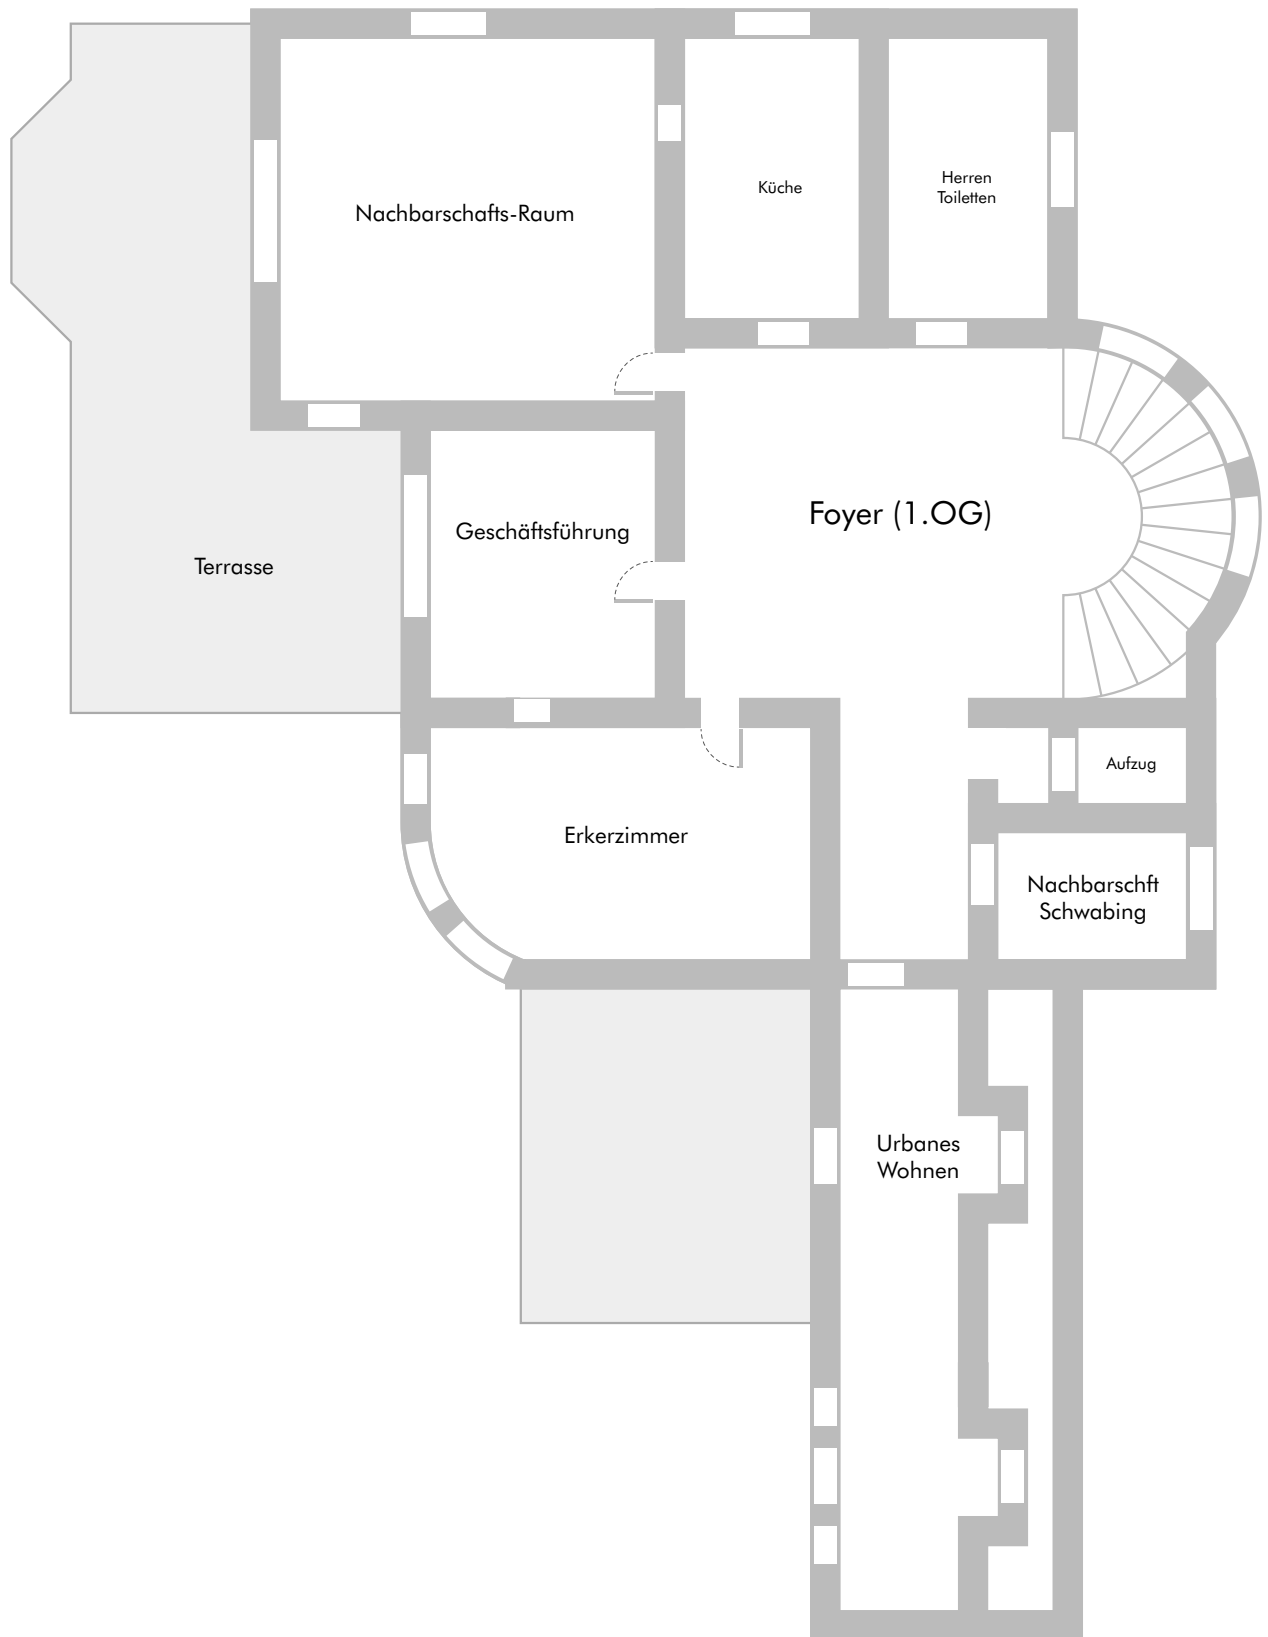 Nachbarschafts-Raum
Küche
Herren
Toiletten
Foyer (1.OG)
Geschäftsführung
Terrasse
Aufzug
Erkerzimmer
Nachbarschft
Schwabing
Urbanes
Wohnen